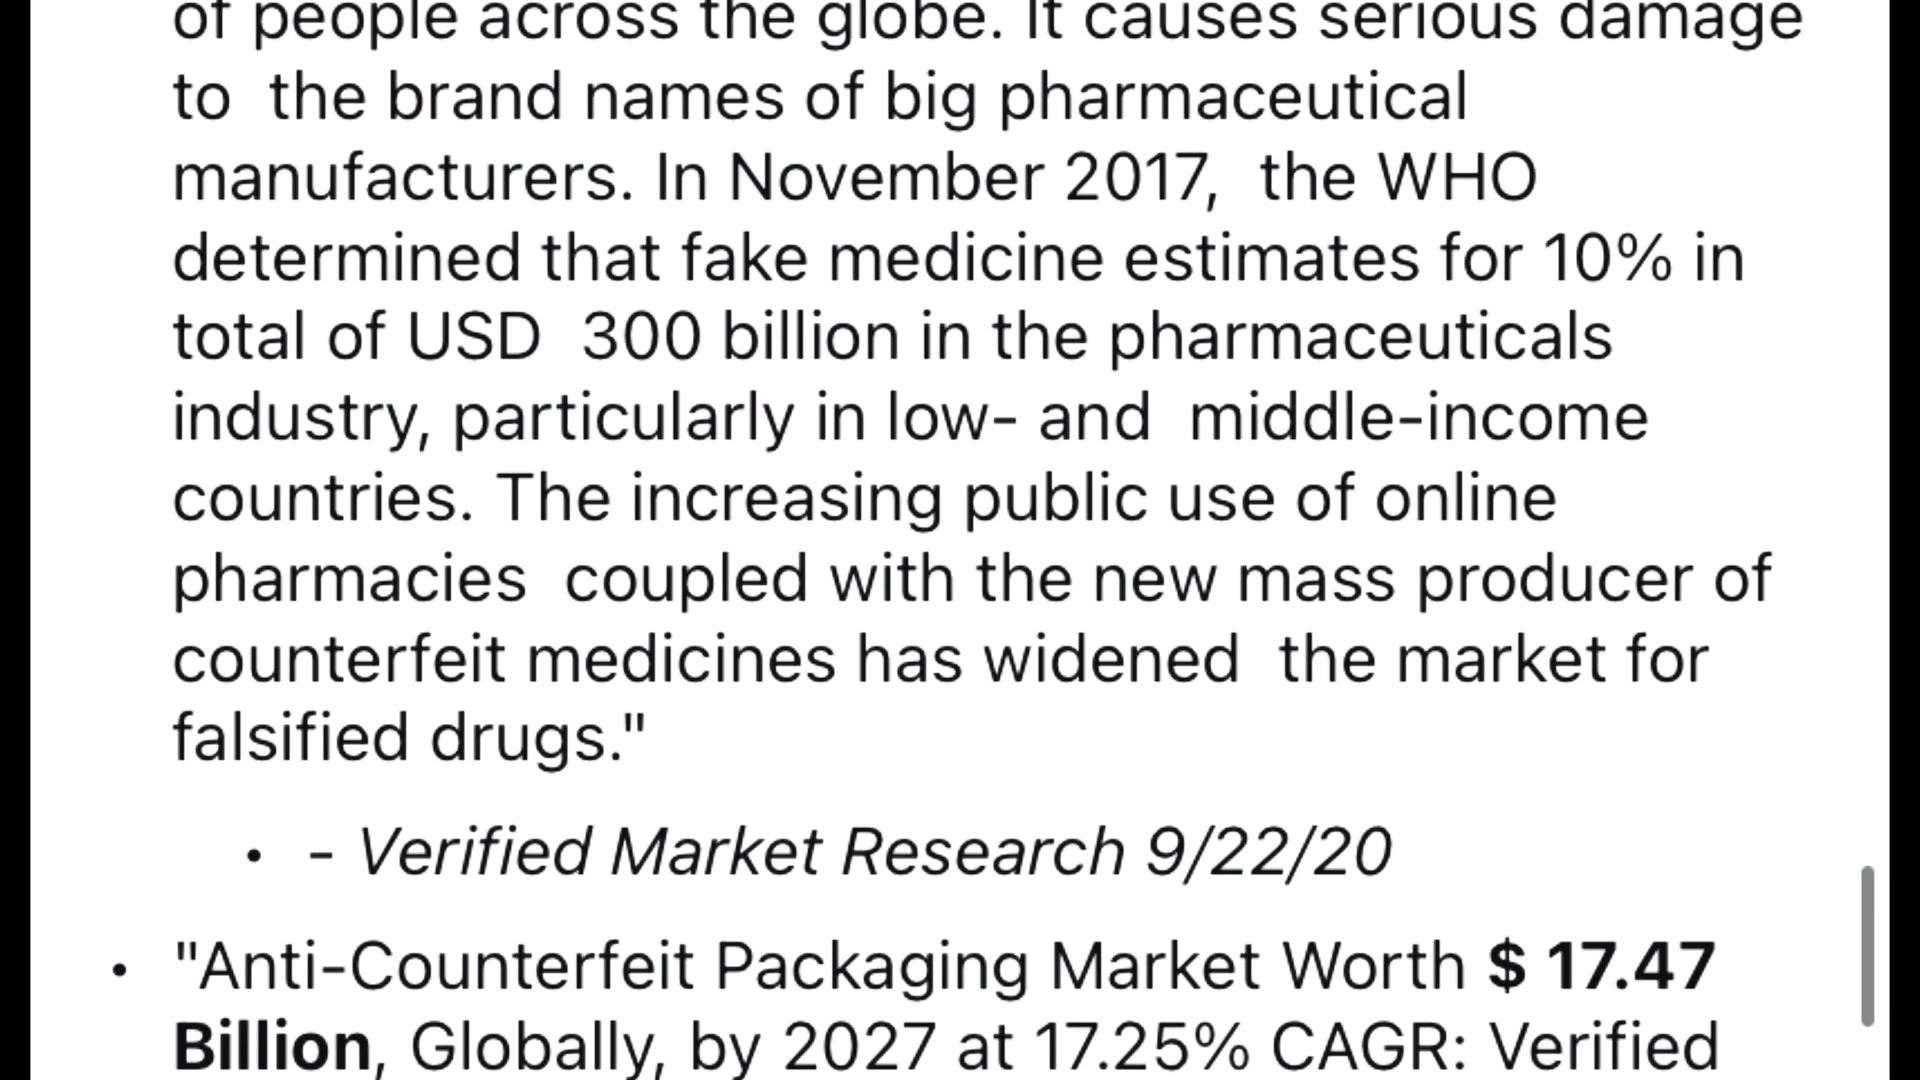 of people across the globe. It causes serious damage
to  the brand names of big pharmaceutical
manufacturers. In November 2017,  the WHO
determined that fake medicine estimates for 10% in
total of USD  300 billion in the pharmaceuticals
industry, particularly in low- and  middle-income
countries. The increasing public use of online
pharmacies  coupled with the new mass producer of
counterfeit medicines has widened  the market for
falsified drugs."
• - Verified Market Research 9/22/20
• "Anti-Counterfeit Packaging Market Worth $ 17.47
Billion, Globally, by 2027 at 17.25% CAGR: Verified